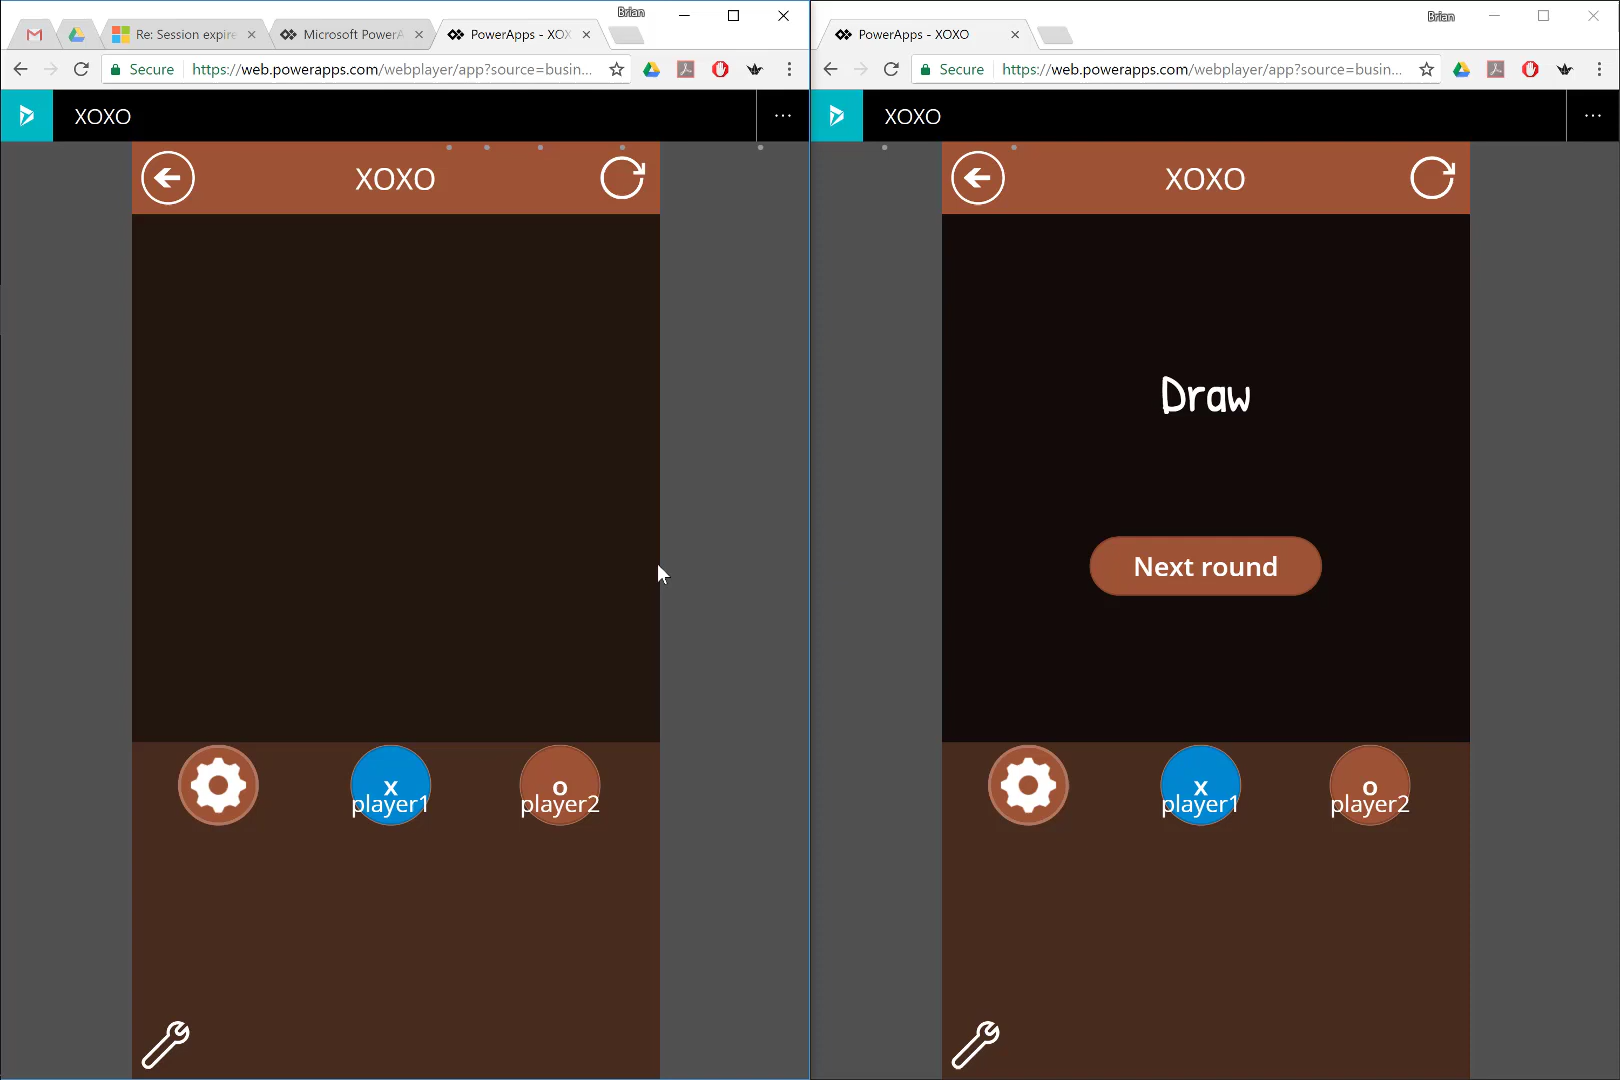 Brian
Re: Session expire
Microsoft PowerA
PowerApps - XOX
Secure
https://web.powerapps.com/webplayer/app?source=busin...
XOXO
...
XOXO
player1
X
player2
O
Brian
PowerApps - XOXO
Secure
https://web.powerapps.com/webplayer/app?source=busin...
XOXO
...
XOXO
Draw
Next round
X
player1
O
player2